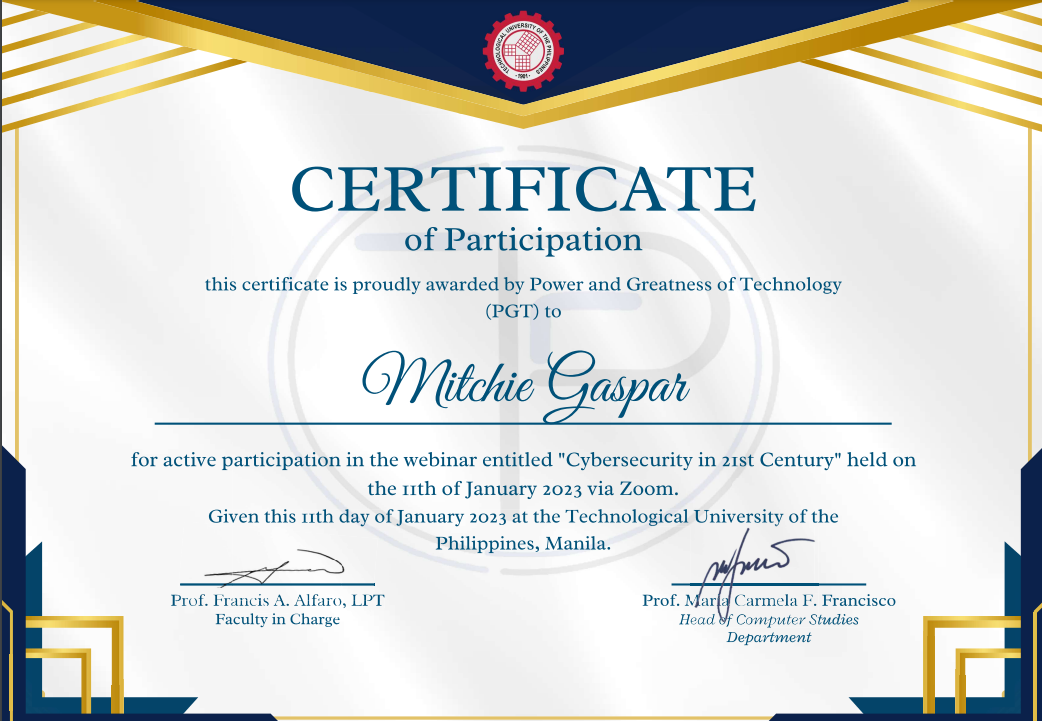 TECHNOLOGICAL UNIVERSITY OF THE PHILIPPINES
- 1901 -
CERTIFICATE
of Participation
this certificate is proudly awarded by Power and Greatness of Technology
(PGT) to
Mitchie Gaspar
for active participation in the webinar entitled "Cybersecurity in 21st Century" held on
the 11th of January 2023 via Zoom.
Given this 11th day of January 2023 at the Technological University of the
Philippines, Manila.
Prof. Francis A. Alfaro, LPT
Faculty in Charge
Prof. Maria Carmela F. Francisco
Head of Computer Studies
Department